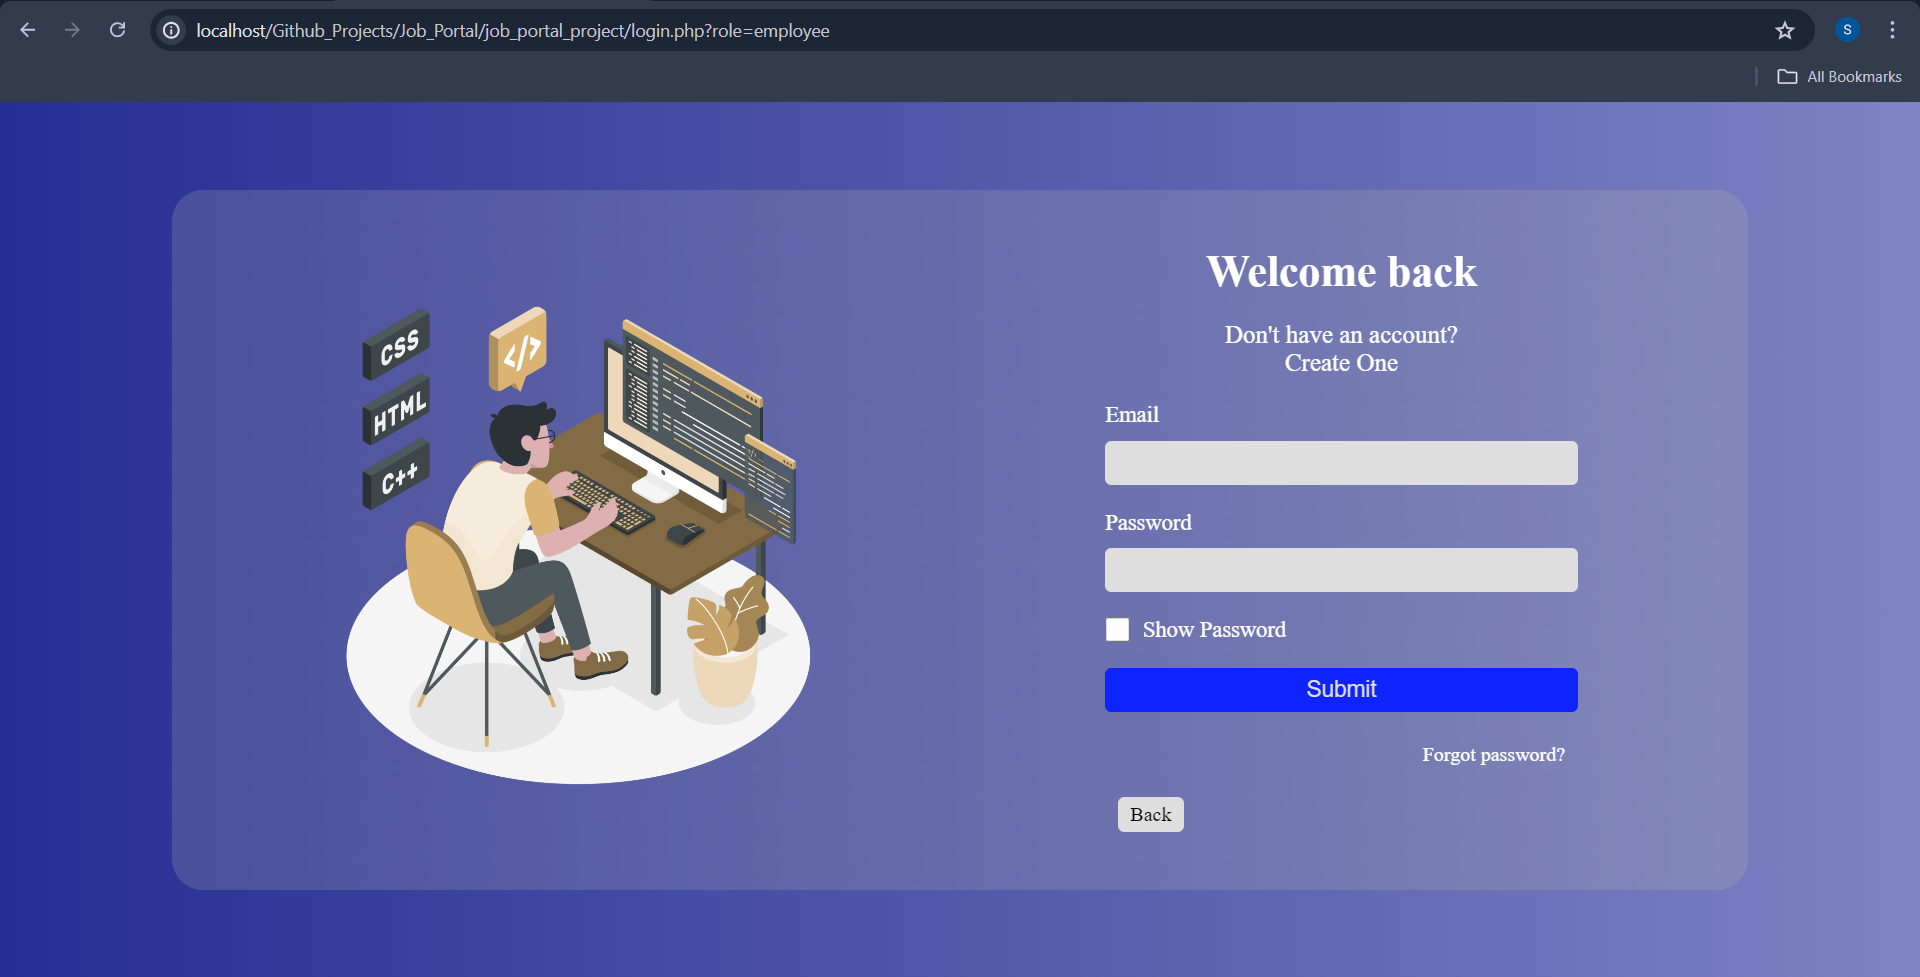 localhost/Github_Projects/Job_Portal/job_portal_project/login.php?role=employee
S
All Bookmarks
CSS
</>
HTML
C++
Welcome back
Don't have an account?
Create One
Email
Password
Show Password
Submit
Forgot password?
Back